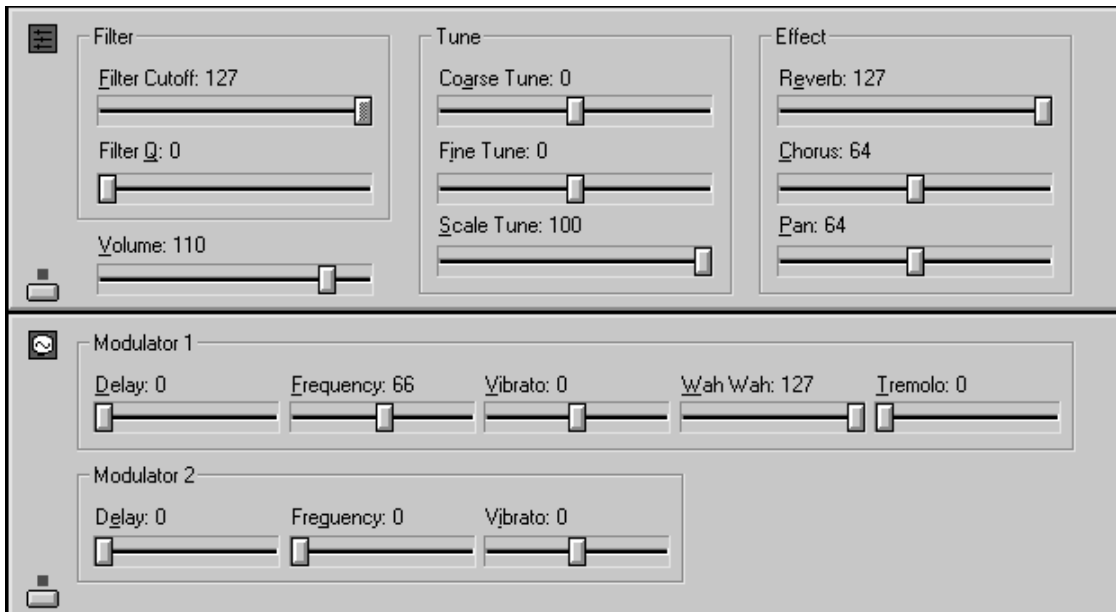 Filter
Filter Cutoff: 127
Filter Q: 0
Volume: 110
Tune
Coarse Tune: 0
Fine Tune: 0
Scale Tune: 100
Effect
Reverb: 127
Chorus: 64
Pan: 64
Modulator 1
Delay: 0
Frequency: 66
Vibrato: 0
Wah Wah: 127
Tremolo: 0
Modulator 2
Delay: 0
Freguency: 0
Vibrato: 0